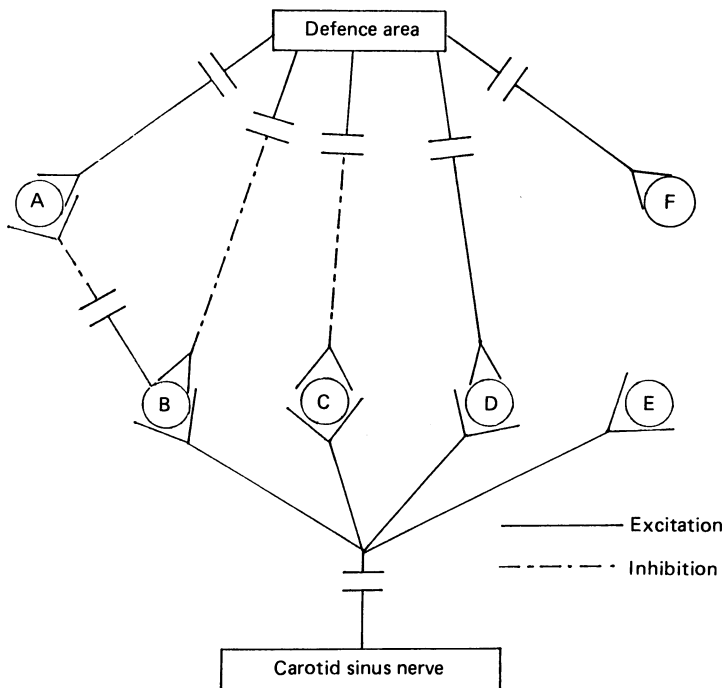 Defence area
A
F
B
C
D
E
Excitation
Inhibition
Carotid sinus nerve